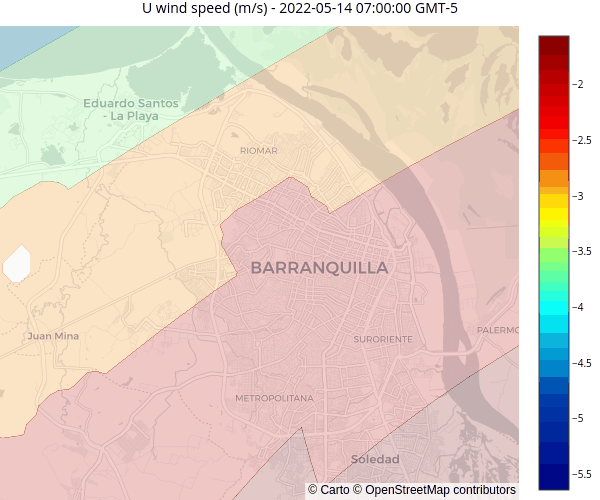 U wind speed (m/s) - 2022-05-14 07:00:00 GMT-5
Eduardo Santos
- La Playa
RIOMAR
BARRANQUILLA
Juan Mina
SURORIENTE
PALERMO
METROPOLITANA
Soledad
© Carto © OpenStreetMap contributors
−2
−2.5
−3
−3.5
−4
−4.5
−5
−5.5